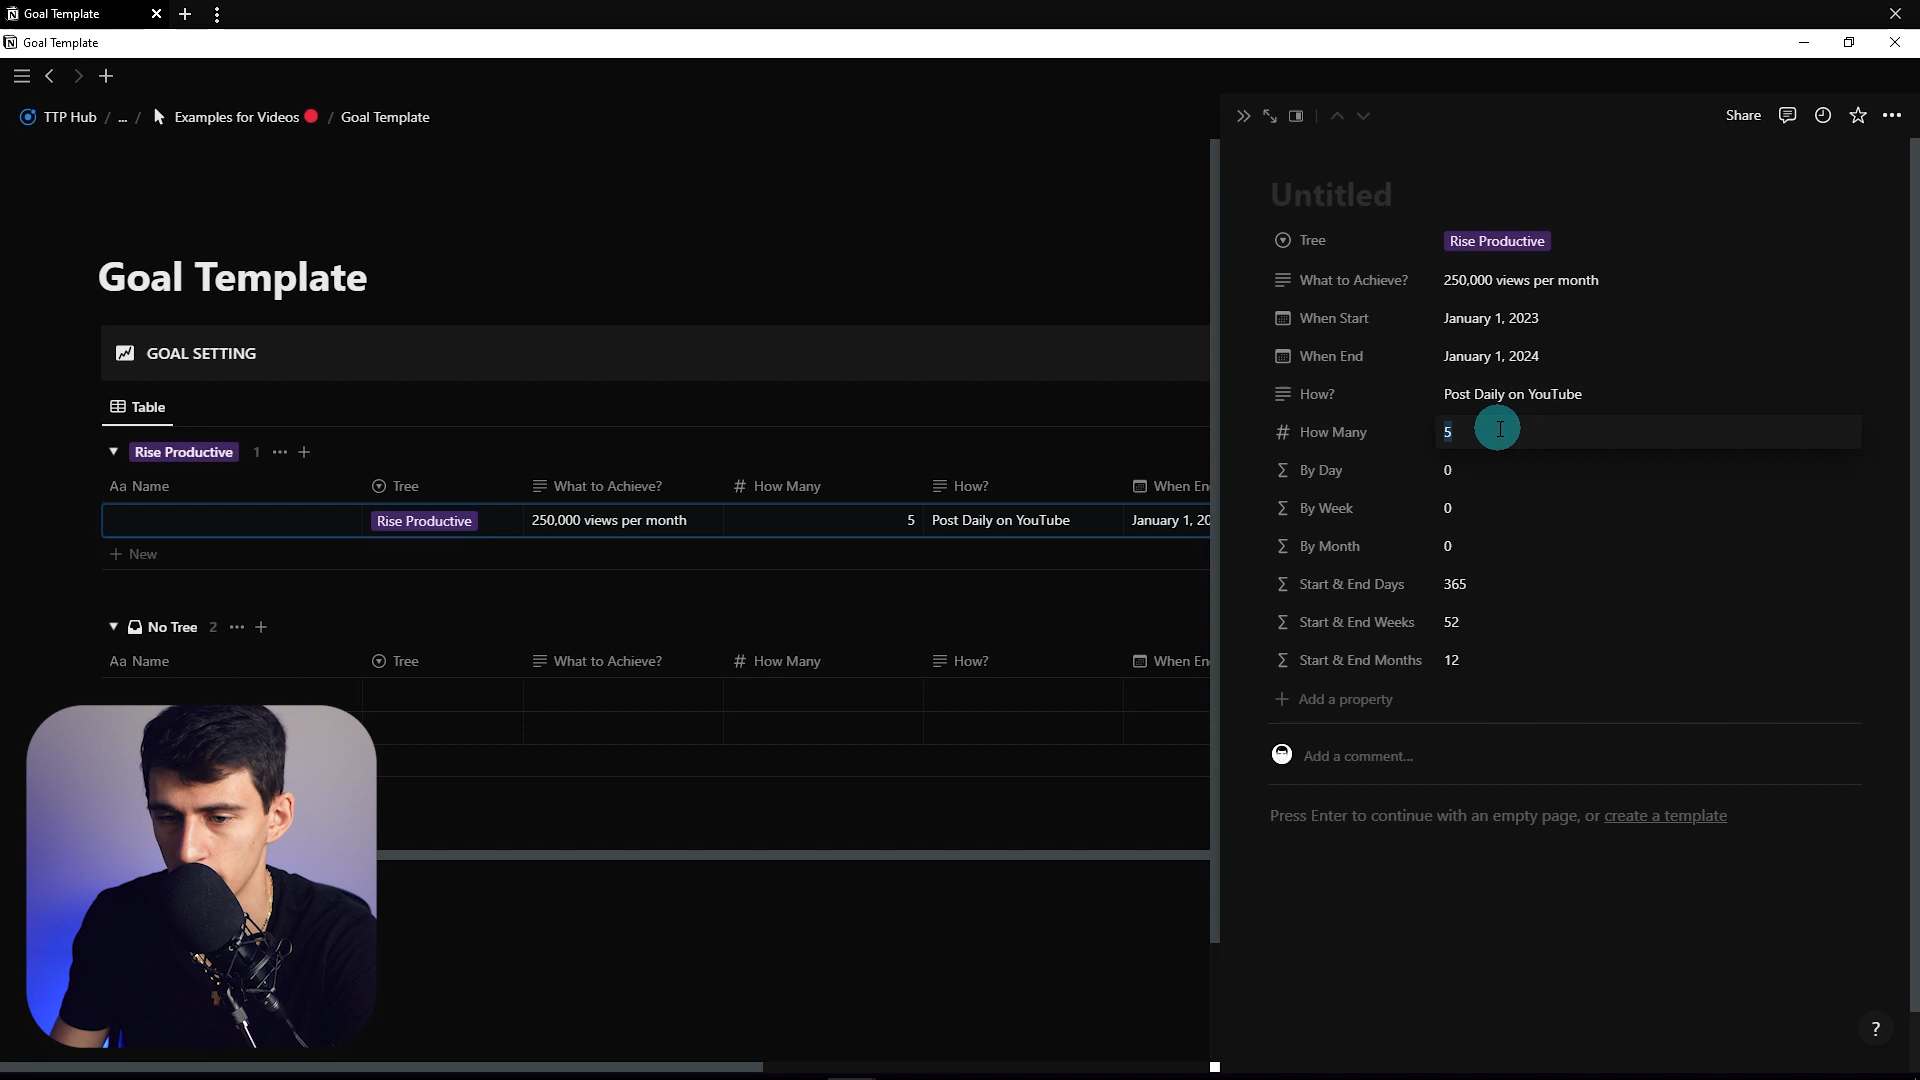 Goal Template
Goal Template
TTP Hub / ... / Examples for Videos / Goal Template
Share
Goal Template
GOAL SETTING
Table
Rise Productive 1
Aa Name Tree What to Achieve? # How Many How? When En
Rise Productive 250,000 views per month 5 Post Daily on YouTube January 1, 20
+ New
No Tree 2
Aa Name Tree What to Achieve? # How Many How? When En
Untitled
Tree Rise Productive
What to Achieve? 250,000 views per month
When Start January 1, 2023
When End January 1, 2024
How? Post Daily on YouTube
# How Many 5
Σ By Day 0
Σ By Week 0
Σ By Month 0
Σ Start & End Days 365
Σ Start & End Weeks 52
Σ Start & End Months 12
+ Add a property
Add a comment...
Press Enter to continue with an empty page, or create a template
?